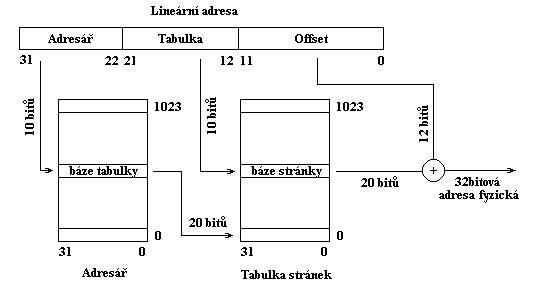 Lineární adresa
Adresář Tabulka Offset
31 22 21 12 11 0
10 bitů
10 bitů
12 bitů
1023
1023
báze tabulky
báze stránky
20 bitů
32bitová
adresa fyzická
20 bitů
0
0
31 0
31 0
Adresář
Tabulka stránek
+